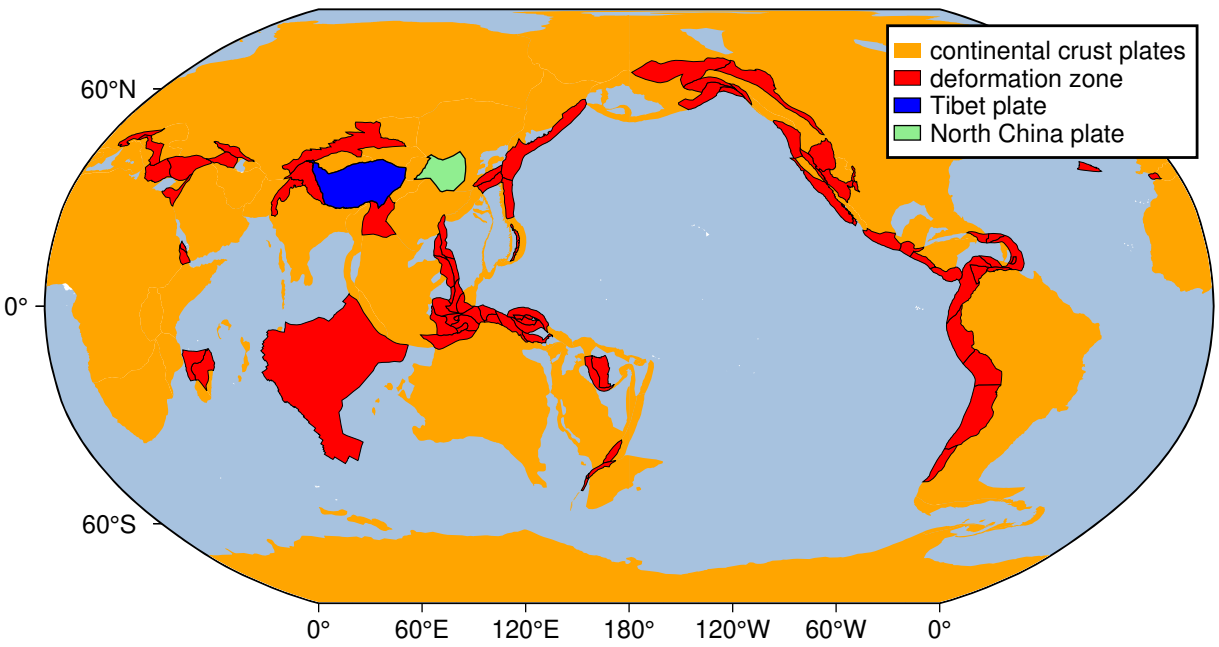 continental crust plates
deformation zone
Tibet plate
North China plate
60°N
0°
60°S
0° 60°E 120°E 180° 120°W 60°W 0°